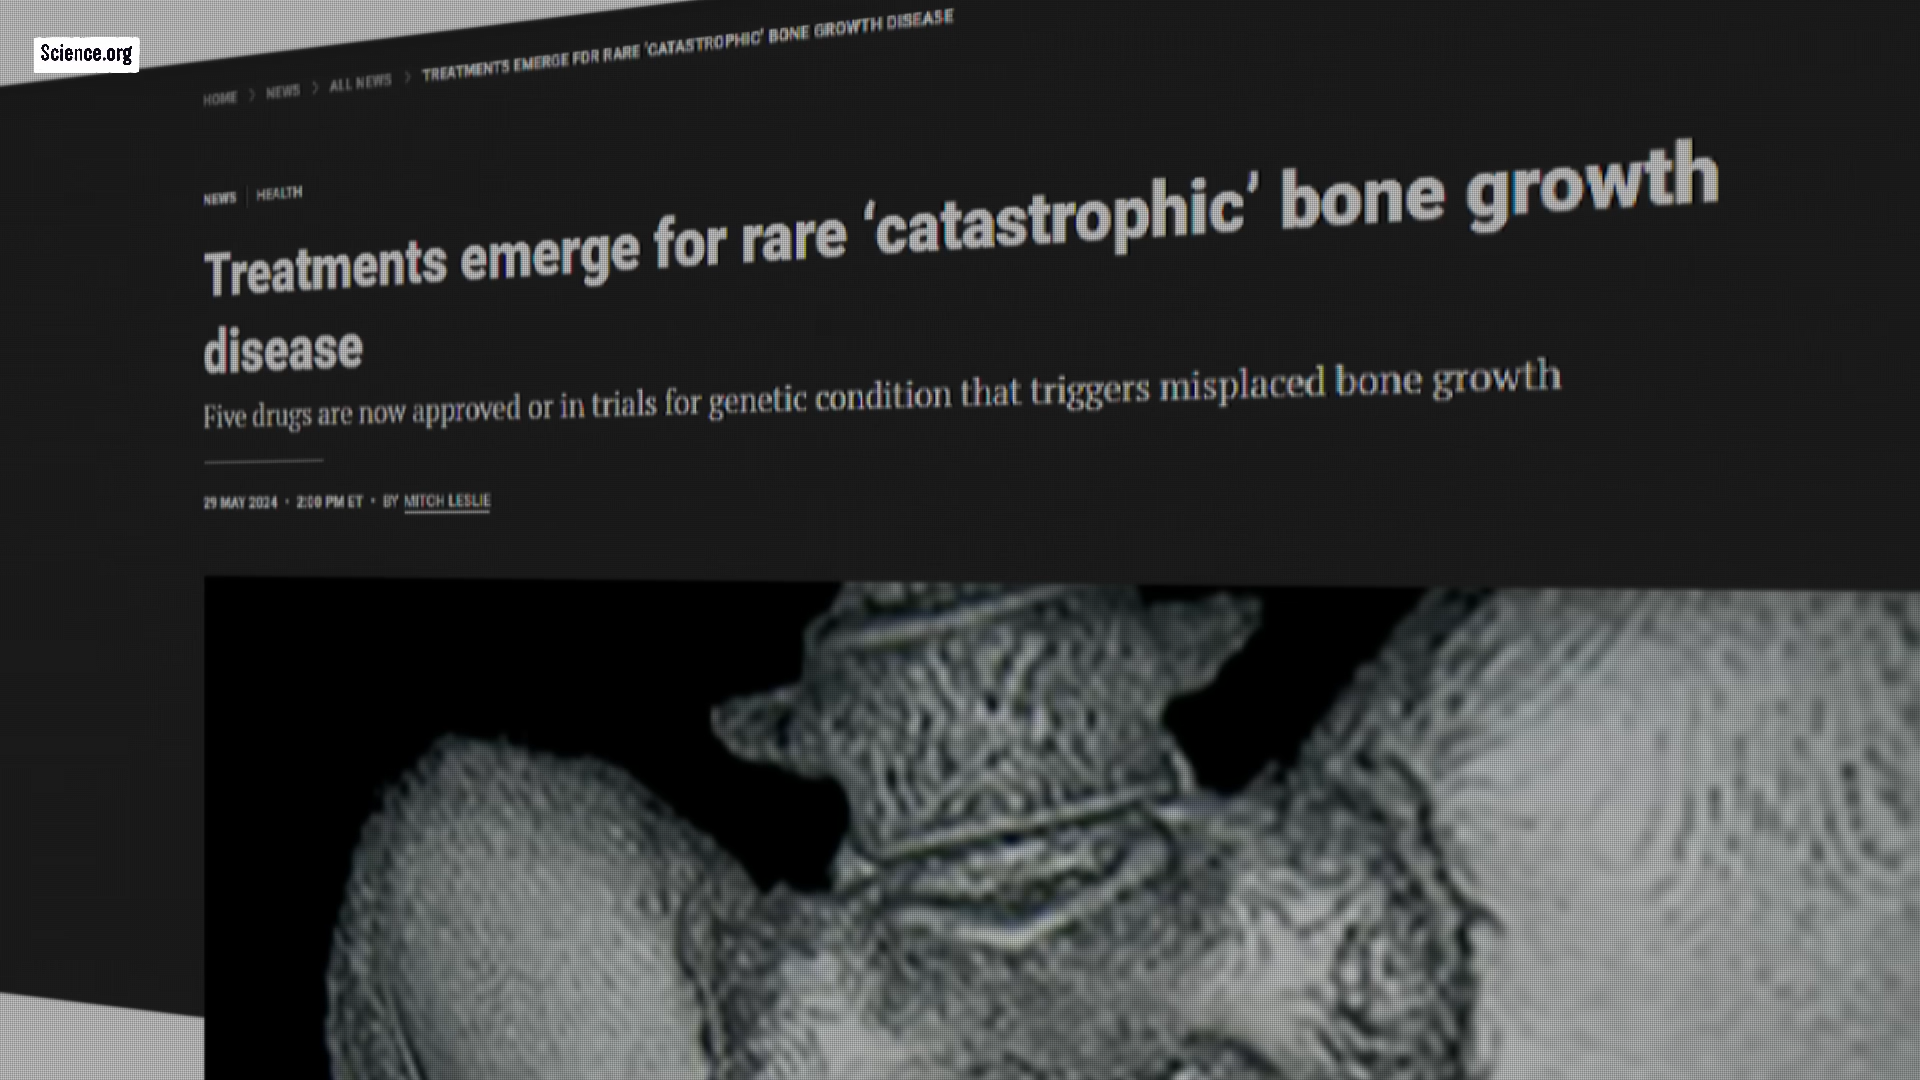 Science.org
HOME > NEWS > ALL NEWS > TREATMENTS EMERGE FOR RARE 'CATASTROPHIC' BONE GROWTH DISEASE
NEWS | HEALTH
Treatments emerge for rare ‘catastrophic’ bone growth
disease
Five drugs are now approved or in trials for genetic condition that triggers misplaced bone growth
29 MAY 2024 • 2:00 PM ET • BY MITCH LESLIE